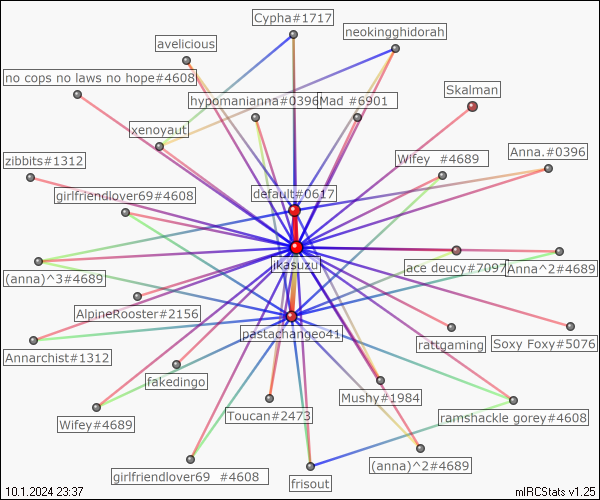 Cypha#1717
neokingghidorah
avelicious
no cops no laws no hope#4608
Skalman
hypomanianna#0396
Mad #6901
xenoyaut
zibbits#1312
Wifey  #4689
Anna.#0396
girlfriendlover69#4608
default#0617
jkasuzu
(anna)^3#4689
ace deucy#7097
Anna^2#4689
AlpineRooster#2156
pastachangeo41
Annarchist#1312
rattgaming
Soxy Foxy#5076
fakedingo
Mushy#1984
Wifey#4689
Toucan#2473
ramshackle gorey#4608
girlfriendlover69  #4608
frisout
(anna)^2#4689
10.1.2024 23:37
mIRCStats v1.25